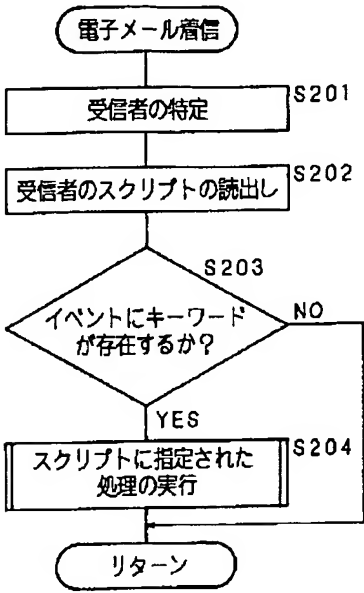 電子メール着信
S201
受信者の特定
S202
受信者のスクリプトの読出し
S203
イベントにキーワード
が存在するか?
NO
YES
S204
スクリプトに指定された
処理の実行
リターン